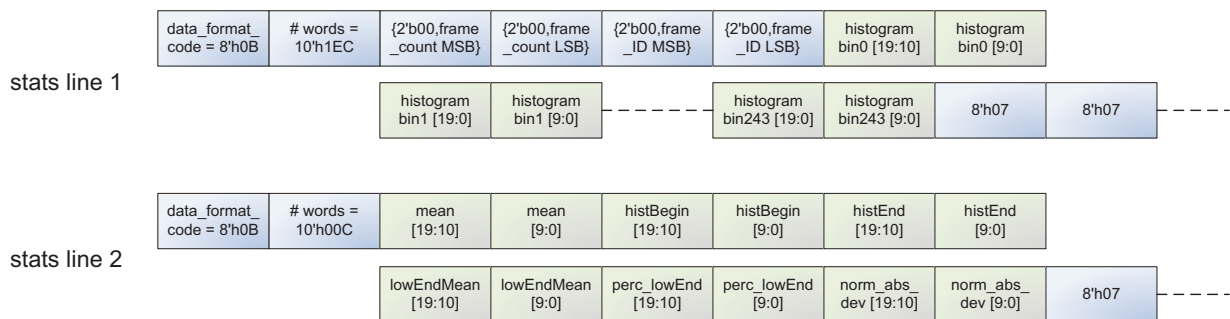 data_format_
code = 8'h0B
# words =
10'h1EC
{2'b00,frame
_count MSB}
{2'b00,frame
_count LSB}
{2'b00,frame
_ID MSB}
{2'b00,frame
_ID LSB}
histogram
bin0 [19:10]
histogram
bin0 [9:0]
stats line 1
histogram
bin1 [19:0]
histogram
bin1 [9:0]
histogram
bin243 [19:0]
histogram
bin243 [9:0]
8'h07
8'h07
data_format_
code = 8'h0B
# words =
10'h00C
mean
[19:10]
mean
[9:0]
histBegin
[19:10]
histBegin
[9:0]
histEnd
[19:10]
histEnd
[9:0]
stats line 2
lowEndMean
[19:10]
lowEndMean
[9:0]
perc_lowEnd
[19:10]
perc_lowEnd
[9:0]
norm_abs_
dev [19:10]
norm_abs_
dev [9:0]
8'h07